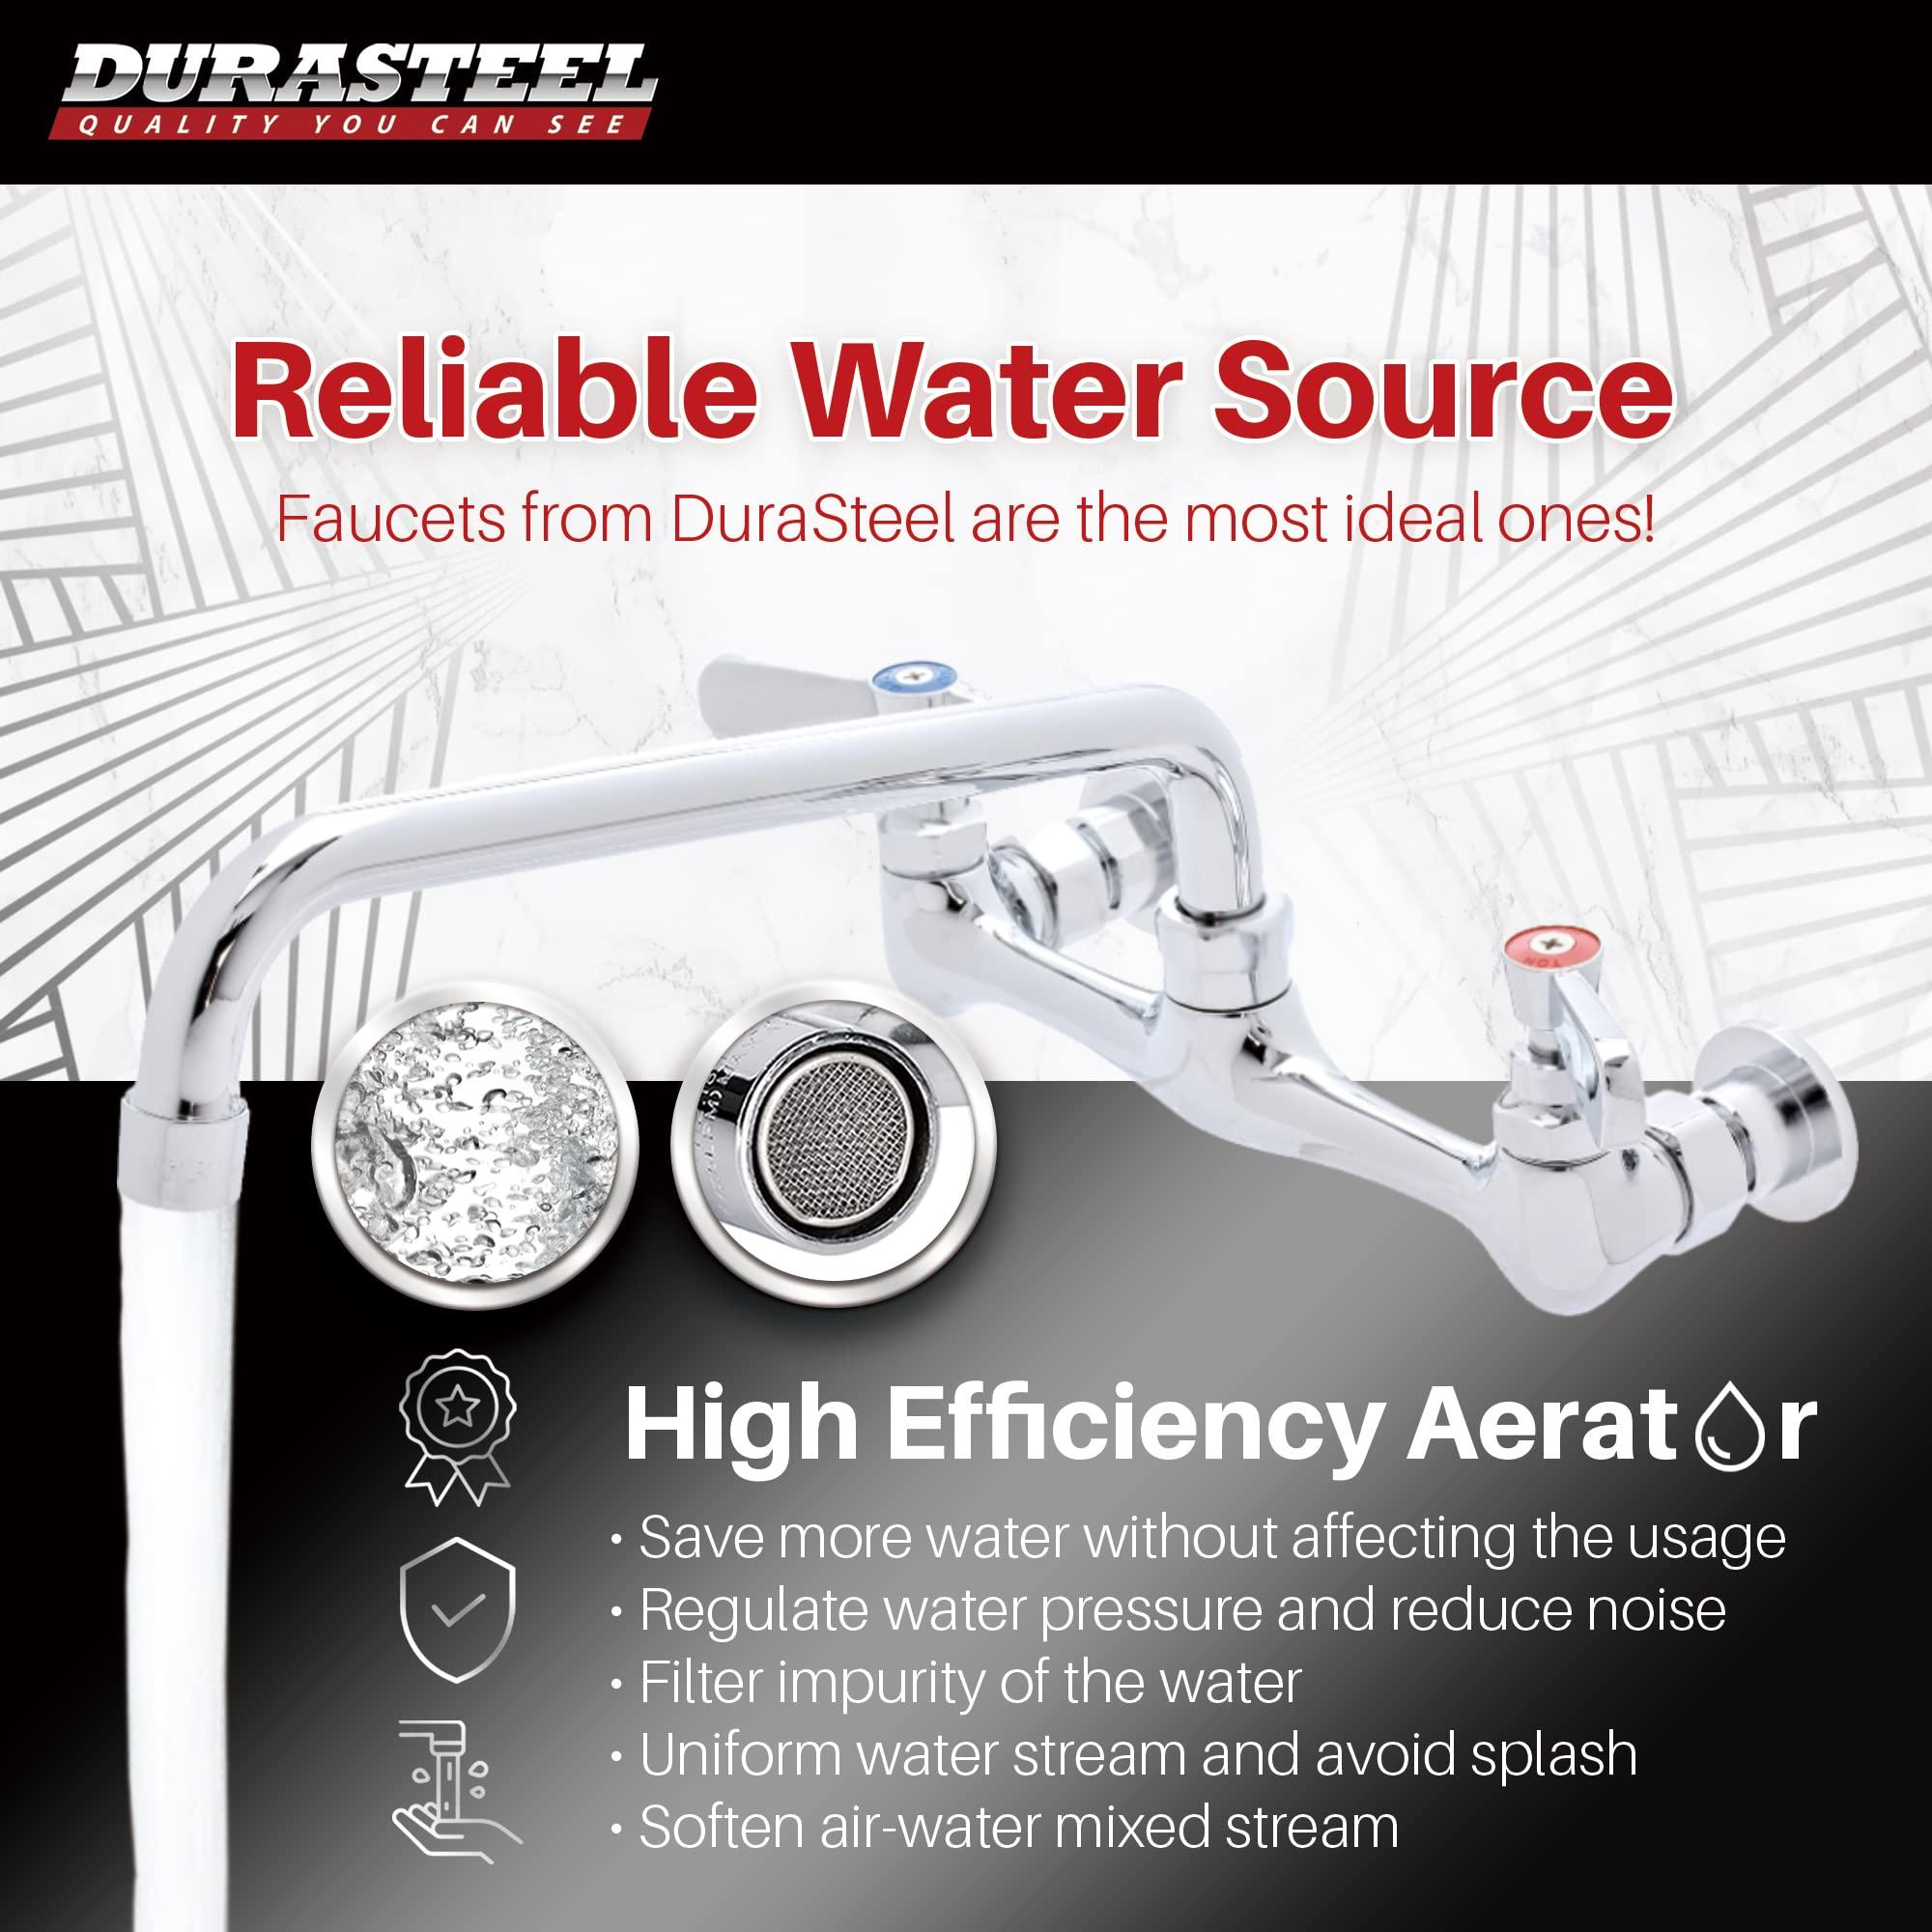 DURASTEEL
QUALITY YOU CAN SEE
Reliable Water Source
Faucets from DuraSteel are the most ideal ones!
HOT
High Efficiency Aerator
• Save more water without affecting the usage
• Regulate water pressure and reduce noise
• Filter impurity of the water
• Uniform water stream and avoid splash
• Soften air-water mixed stream